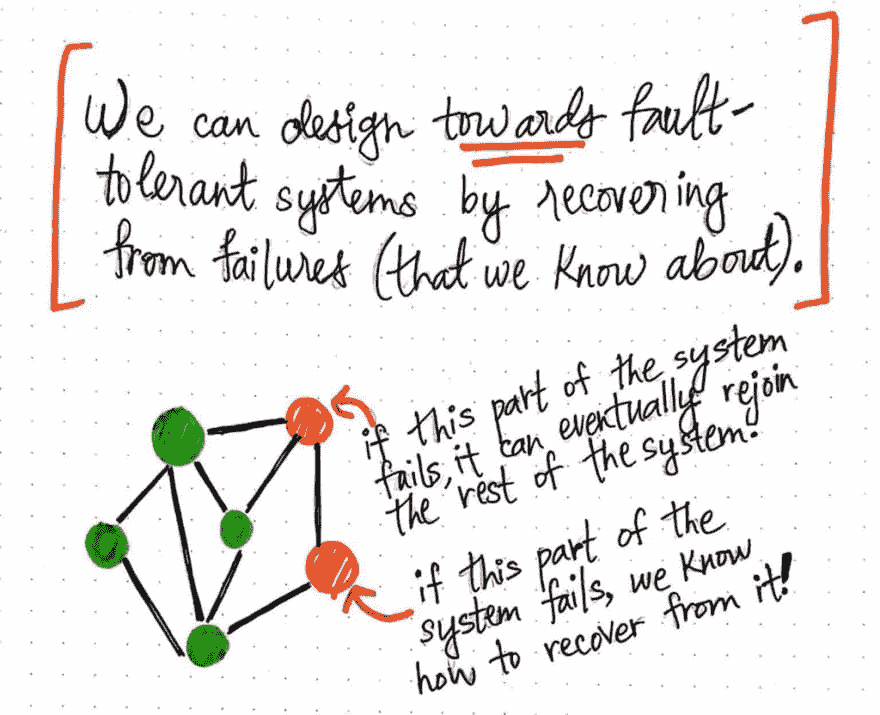 We can design towards fault-
tolerant systems by recovering
from failures (that we know about).
if this part of the system
fails, it can eventually rejoin
the rest of the system.
if this part of the
system fails, we know
how to recover from it!